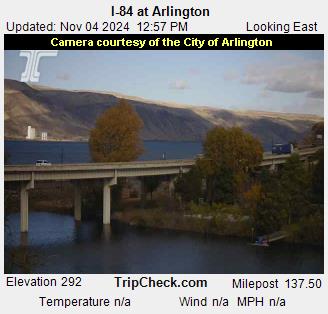 I-84 at Arlington
Updated: Nov 04 2024 12:57 PM Looking East
Camera courtesy of the City of Arlington
Elevation 292 TripCheck.com Milepost 137.50
Temperature n/a Wind n/a MPH n/a